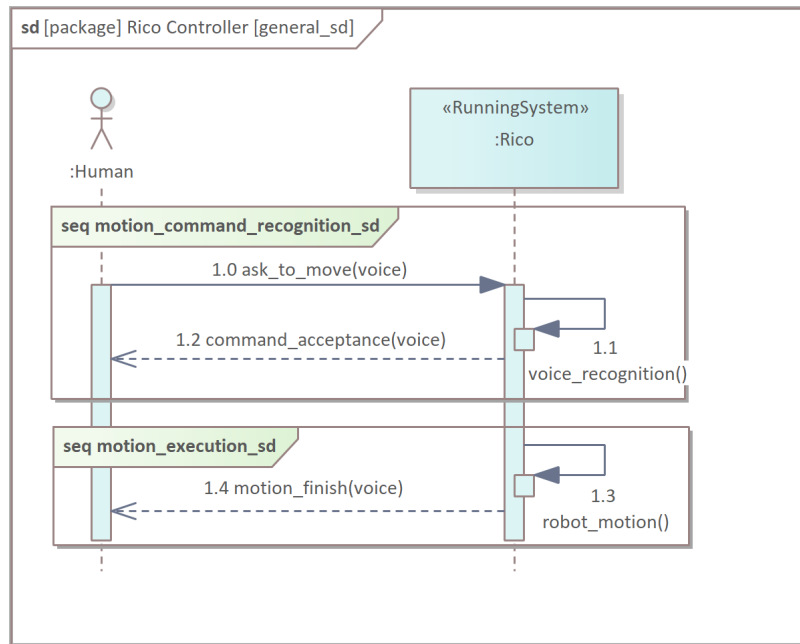 sd [package] Rico Controller [general_sd]
«RunningSystem»
:Rico
:Human
seq motion_command_recognition_sd
1.0 ask_to_move(voice)
1.2 command_acceptance(voice)
1.1
voice_recognition()
seq motion_execution_sd
1.4 motion_finish(voice)
1.3
robot_motion()